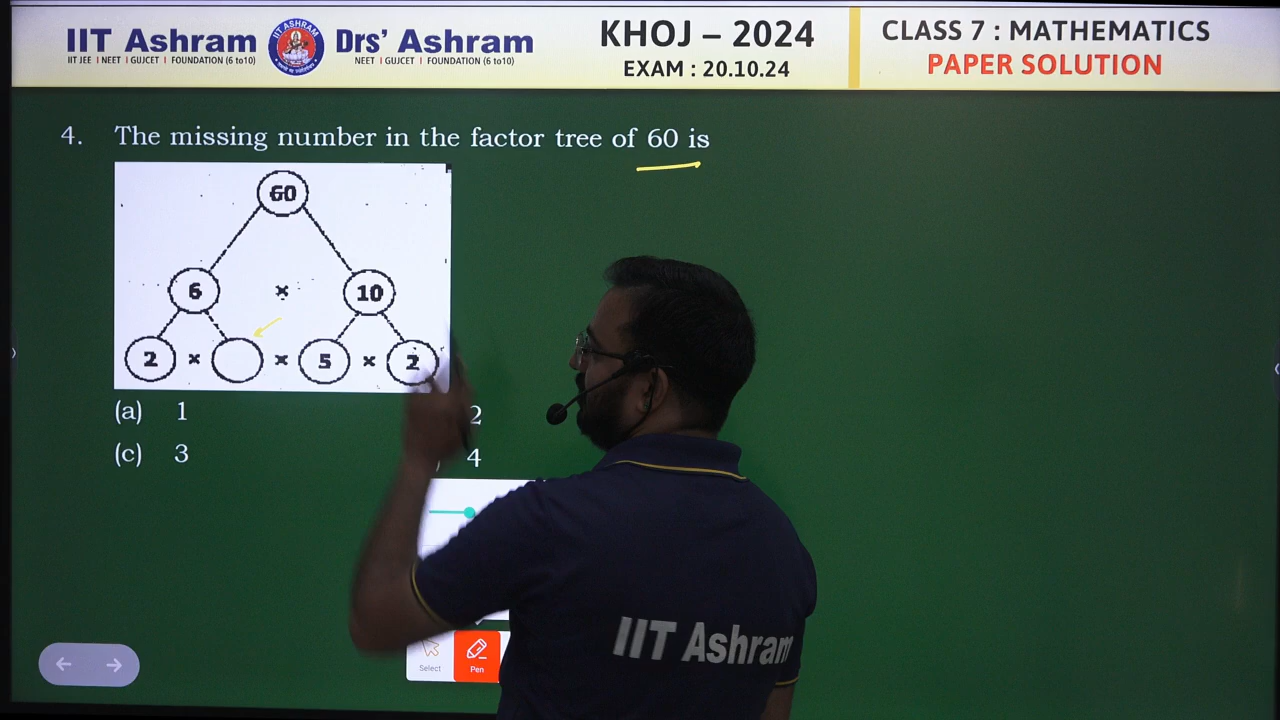 IIT Ashram
IIT JEE | NEET | GUJCET | FOUNDATION (6 to10)
IIT ASHRAM
Drs' Ashram
NEET | GUJCET | FOUNDATION (6 to10)
KHOJ – 2024
EXAM : 20.10.24
CLASS 7 : MATHEMATICS
PAPER SOLUTION
4. The missing number in the factor tree of 60 is
60
6 × 10
2 × × 5 × 2
(a) 1 2
(c) 3 4
IIT Ashram
Select Pen